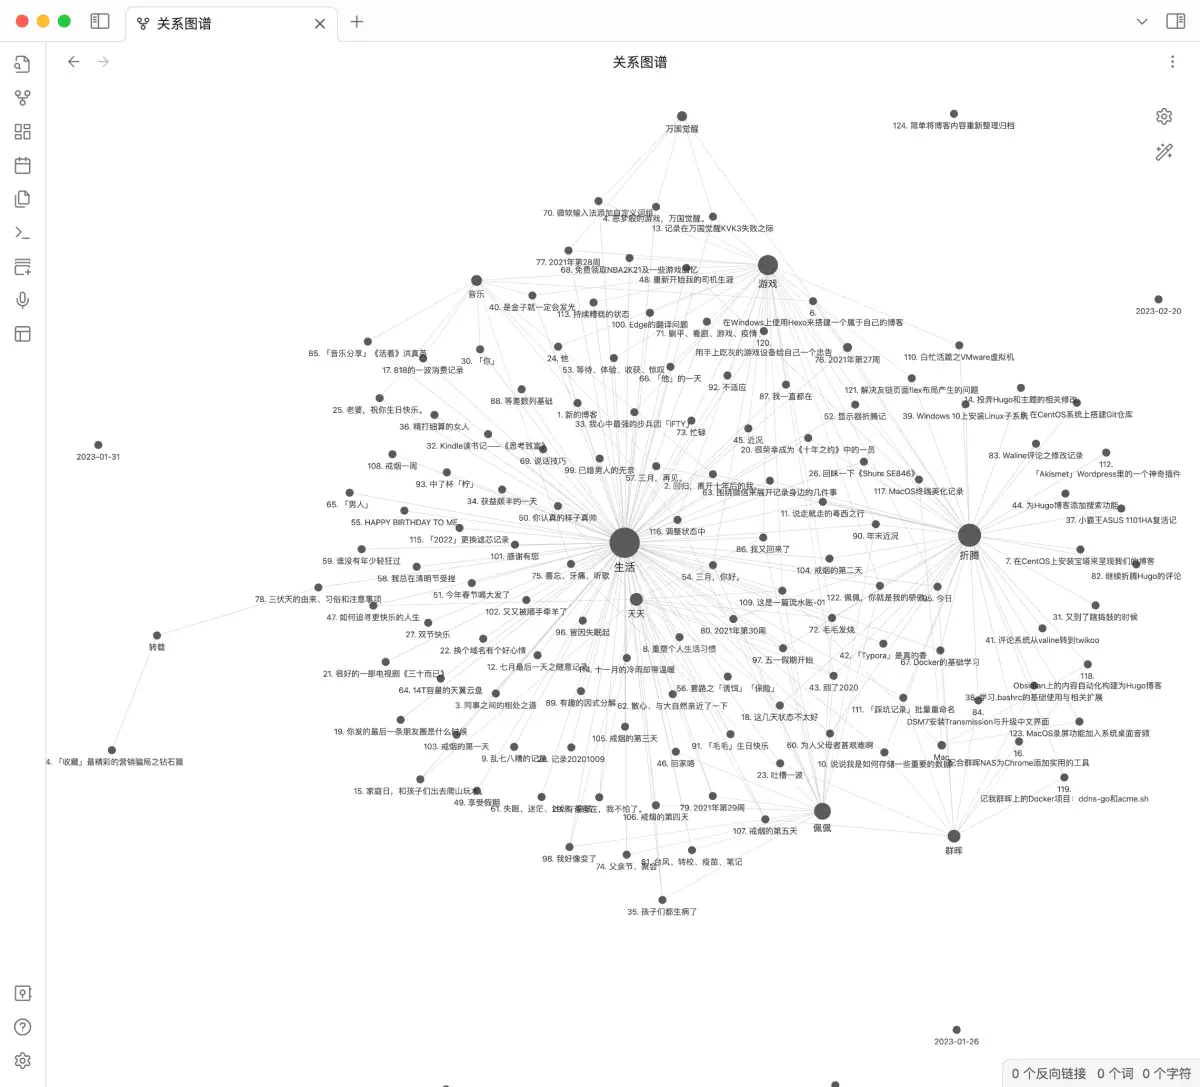 关系图谱
关系图谱
万国觉醒
124. 简单将博客内容重新整理归档
70. 微软输入法添加自定义词组
4. 悲梦般的游戏，万国觉醒。
13. 记录在万国觉醒KVK3失败之际
77. 2021年第28周
68. 免费领取NBA2K21及一些游戏回忆
48. 重新开始我的司机生涯
游戏
音乐
40. 是金子就一定会发光
113. 持续糟糕的状态
100. Edge的翻译问题
6.
在Windows上使用Hexo来搭建一个属于自己的博客
2023-02-20
71. 躺平、看剧、游戏、疫情
120.
用手上吃灰的游戏设备给自己一个忠告
85. 「音乐分享」《活着》洪真英
30. 「你」
24. 他
17. 818的一波消费记录
53. 等待、体验、收获、惊叹
66. 「他」的一天
76. 2021年第27周
110. 白忙活篇之VMware虚拟机
92. 不适应
121. 解决友链页面flex布局产生的问题
87. 我一直都在
88. 等差数列基础
14. 投奔Hugo和主题的相关修改
25. 老婆，祝你生日快乐。
1. 新的博客
52. 显示器折腾记
39. Windows 10上安装Linux子系统
在CentOS系统上搭建Git仓库
36. 精打细算的女人
33. 我心中最强的步兵团「iFTY」
73. 忙碌
32. Kindle读书记——《思考致富》
45. 近况
20. 很荣幸成为《十年之约》中的一员
83. Waline评论之修改记录
2023-01-31
108. 戒烟一周
69. 说话技巧
99. 已婚男人的无奈
112.
「Akismet」Wordpress里的一个神奇插件
57. 三月，再见。
26. 回眸一下《Shure SE846》
93. 中了杯「柠」
2. 回归，离开十年后的我
63. 围绕微信来展开记录身边的几件事
117. MacOS终端美化记录
65. 「男人」
34. 获益颇丰的一天
44. 为Hugo博客添加搜索功能
11. 说走就走的粤西之行
55. HAPPY BIRTHDAY TO ME
50. 你认真的样子真帅
37. 小霸王ASUS 1101HA复活记
115. 「2022」更换滤芯记录
116. 调整状态中
90. 年末近况
101. 感谢有您
生活
86. 我又回来了
折腾
59. 谁没有年少轻狂过
7. 在CentOS上安装宝塔来呈现我们的博客
58. 我总在清明节受挫
75. 善忘、牙痛、听歌
54. 三月，你好。
104. 戒烟的第二天
82. 继续折腾Hugo的评论
78. 三伏天的由来、习俗和注意事项
51. 今年春节喝大发了
109. 这是一篇流水账-01
122. 佩佩，你就是我的骄傲
95. 今日
47. 如何追寻更快乐的人生
102. 又又被顺手牵羊了
天天
31. 又到了瞎捣鼓的时候
27. 双节快乐
96. 皆因失眠起
80. 2021年第30周
72. 毛毛发烧
转载
22. 换个域名有个好心情
8. 重塑个人生活习惯
41. 评论系统从valine转到twikoo
42. 「Typora」是真的香
12. 七月最后一天之随意记录
114. 十一月的冷雨却带温暖
97. 五一假期开始
67. Docker的基础学习
21. 很好的一部电视剧《三十而已》
118.
Obsidian上的内容自动化构建为Hugo博客
64. 14T容量的天翼云盘
56. 套路之「诱饵」「保险」
43. 别了2020
3. 同事之间的相处之道
89. 有趣的因式分解
62. 散心、与大自然亲近了一下
38. 学习.bashrc的基础使用与相关扩展
111. 「踩坑记录」批量重命名
84.
DSM7安装Transmission与升级中文界面
18. 这几天状态不太好
19. 你发的最后一条朋友圈是什么时候
105. 戒烟的第三天
123. MacOS录屏功能加入系统桌面音频
103. 戒烟的第一天
91. 「毛毛」生日快乐
60. 为人父母者甚艰难啊
16.
Mac
配合群晖NAS为Chrome添加实用的工具
9. 乱七八糟的记录
28. 记录20201009
46. 回家咯
10. 说说我是如何存储一些重要的数据
4. 「收藏」最精彩的营销骗局之钻石篇
23. 吐槽一波
119.
记我群晖上的Docker项目：ddns-go和acme.sh
15. 家庭日，和孩子们出去爬山玩水
49. 享受假期
79. 2021年第29周
106. 戒烟的第四天
107. 戒烟的第五天
佩佩
群晖
98. 我好像变了
74. 父亲节、聚会
81. 台风、转校、疫苗、笔记
35. 孩子们都生病了
2023-01-26
0 个反向链接 0 个词 0 个字符